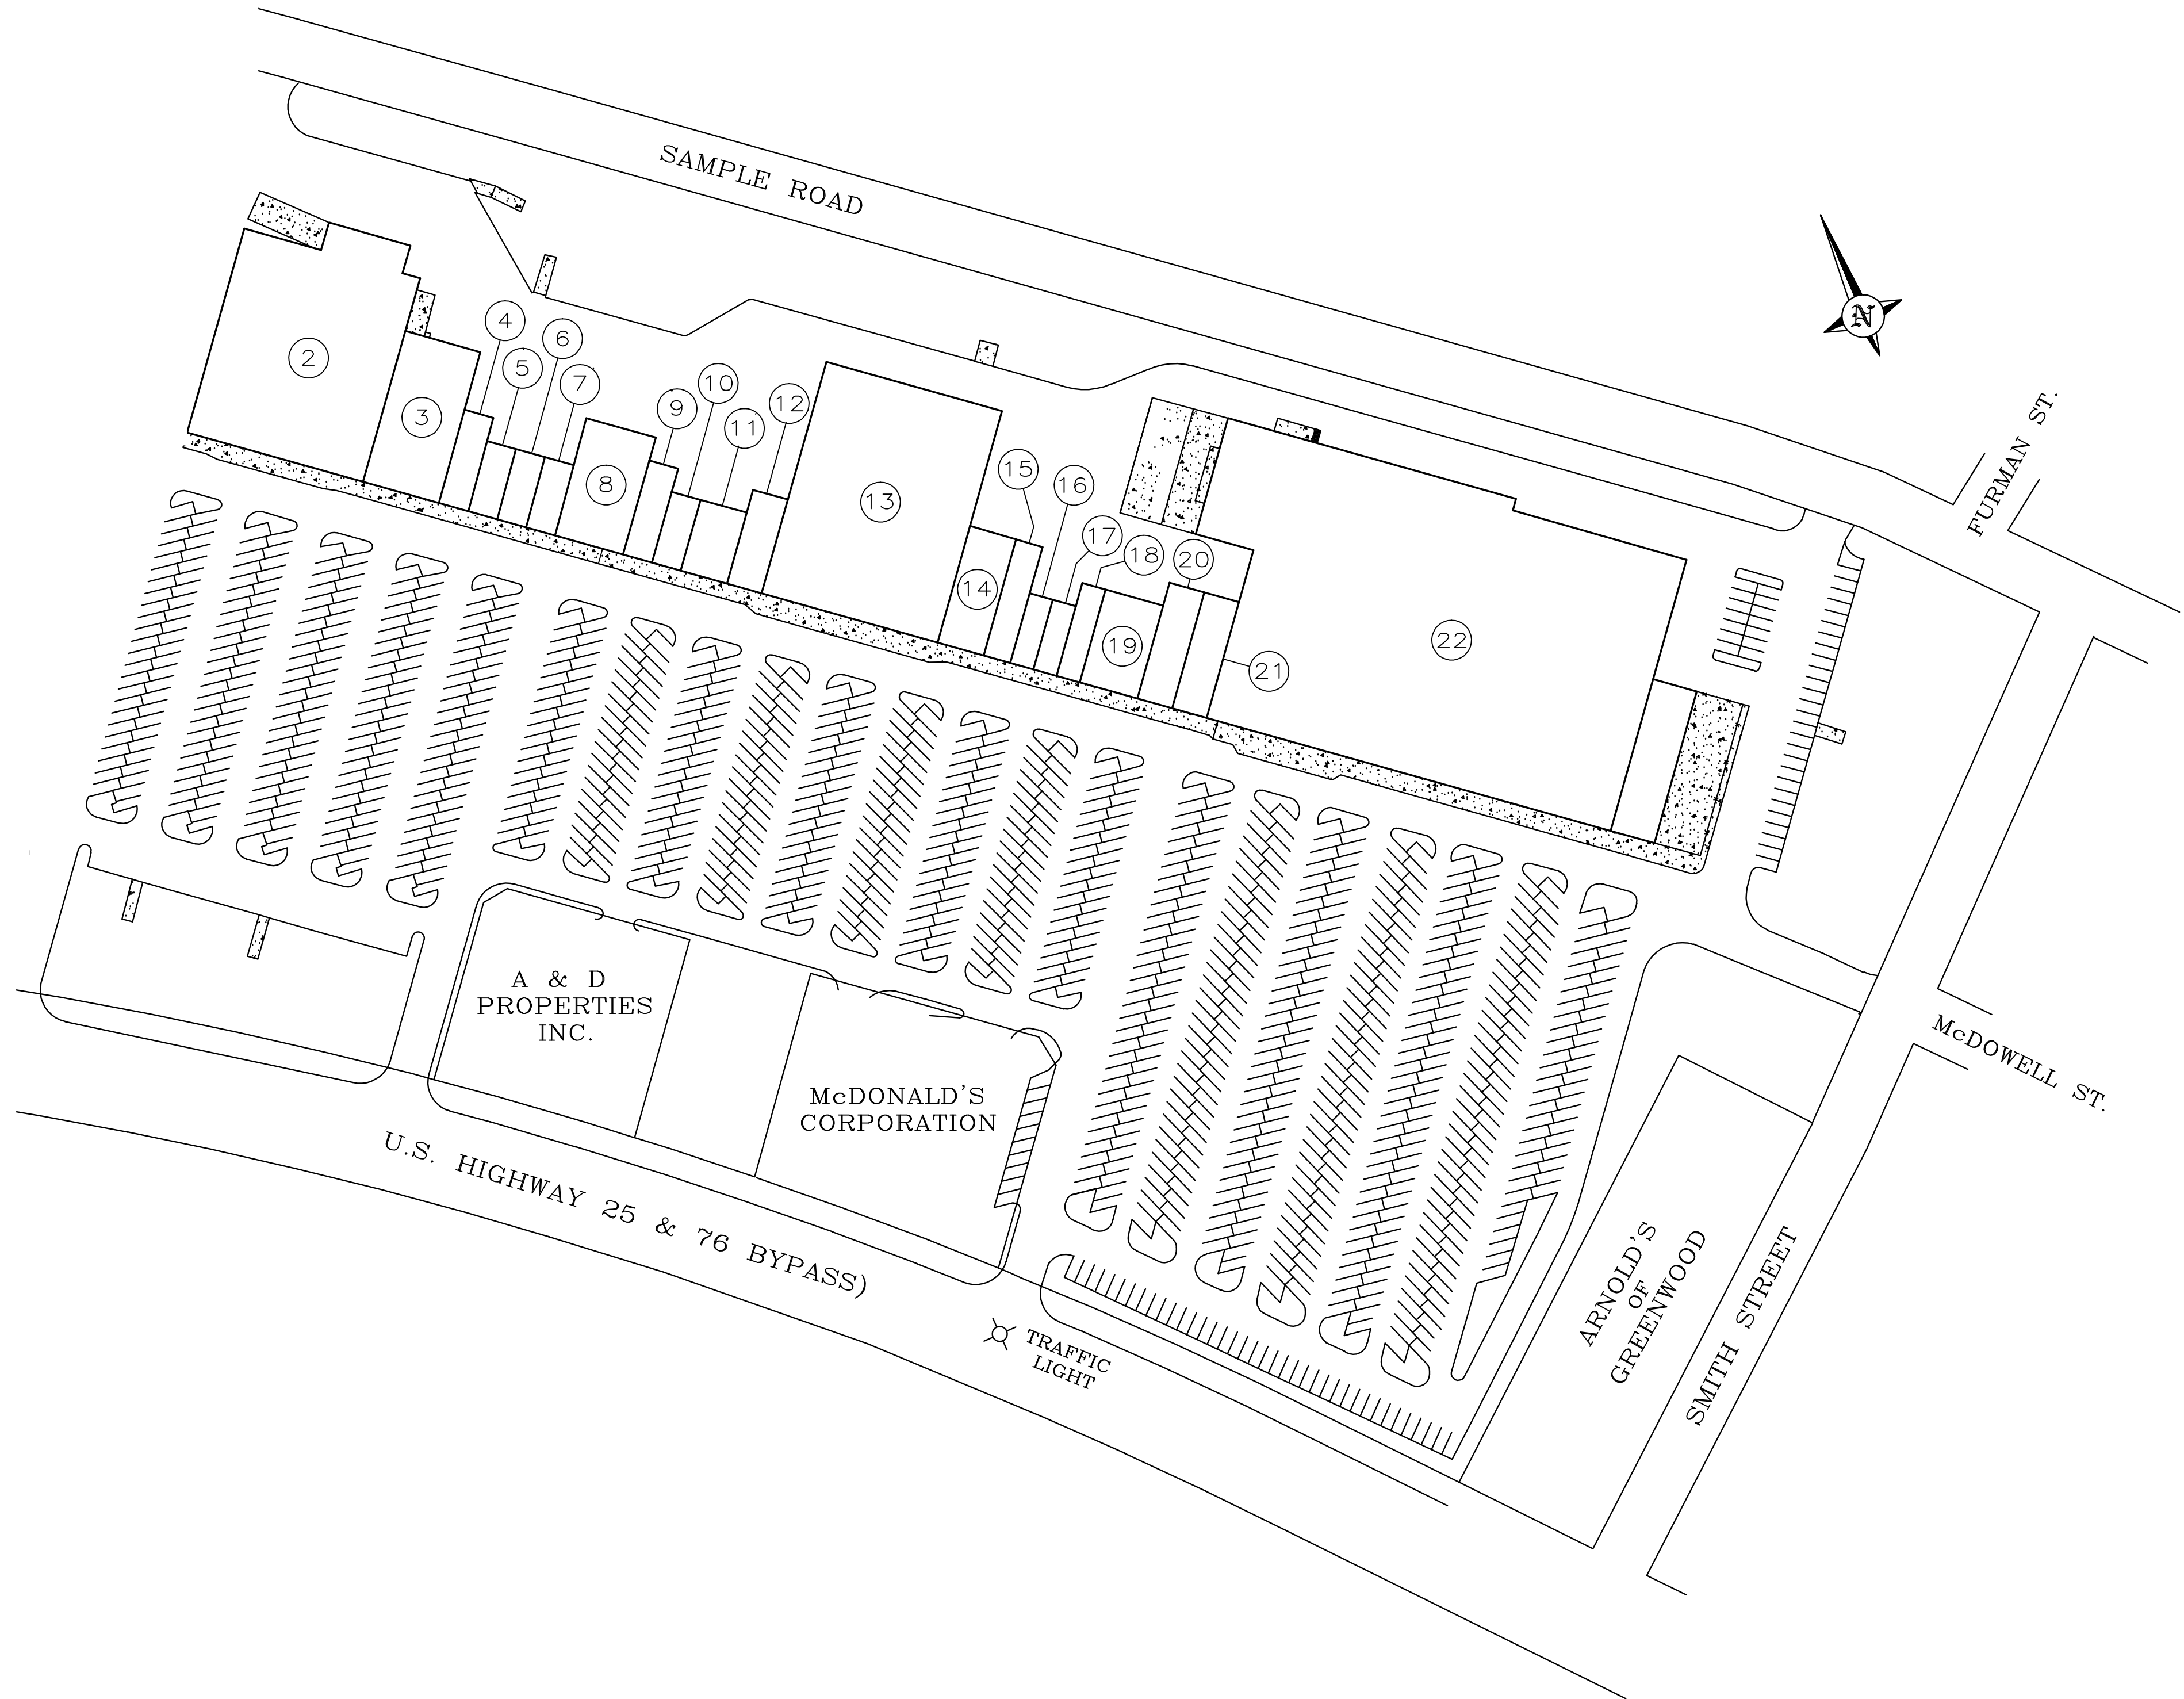 SAMPLE ROAD
N
FURMAN ST.
2
3
4
5
6
7
8
9
10
11
12
13
14
15
16
17
18
19
20
21
22
A & D
PROPERTIES
INC.
McDONALD'S
CORPORATION
McDOWELL ST.
U.S. HIGHWAY 25 & 76 BYPASS)
TRAFFIC
LIGHT
ARNOLD'S
OF
GREENWOOD
SMITH STREET